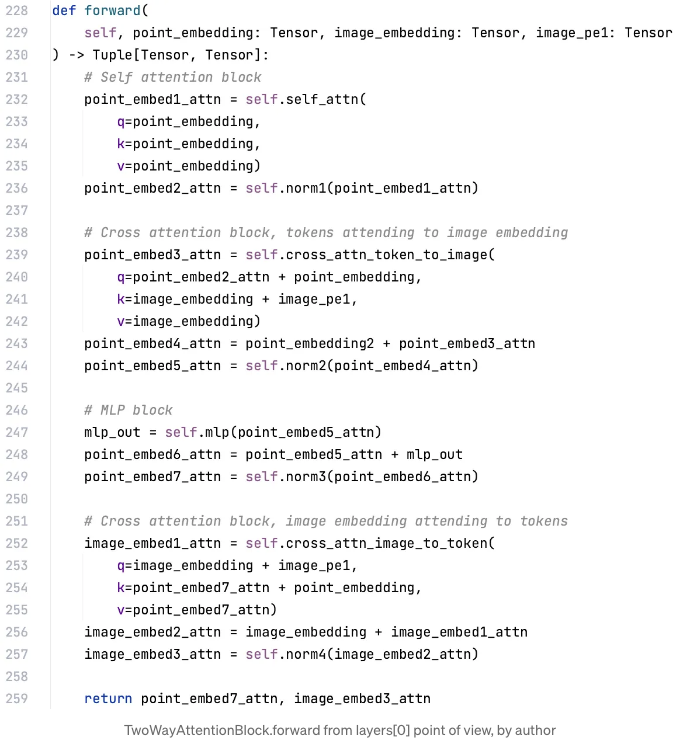 228 def forward(
229     self, point_embedding: Tensor, image_embedding: Tensor, image_pe1: Tensor
230 ) -> Tuple[Tensor, Tensor]:
231     # Self attention block
232     point_embed1_attn = self.self_attn(
233         q=point_embedding,
234         k=point_embedding,
235         v=point_embedding)
236     point_embed2_attn = self.norm1(point_embed1_attn)
237
238     # Cross attention block, tokens attending to image embedding
239     point_embed3_attn = self.cross_attn_token_to_image(
240         q=point_embed2_attn + point_embedding,
241         k=image_embedding + image_pe1,
242         v=image_embedding)
243     point_embed4_attn = point_embedding2 + point_embed3_attn
244     point_embed5_attn = self.norm2(point_embed4_attn)
245
246     # MLP block
247     mlp_out = self.mlp(point_embed5_attn)
248     point_embed6_attn = point_embed5_attn + mlp_out
249     point_embed7_attn = self.norm3(point_embed6_attn)
250
251     # Cross attention block, image embedding attending to tokens
252     image_embed1_attn = self.cross_attn_image_to_token(
253         q=image_embedding + image_pe1,
254         k=point_embed7_attn + point_embedding,
255         v=point_embed7_attn)
256     image_embed2_attn = image_embedding + image_embed1_attn
257     image_embed3_attn = self.norm4(image_embed2_attn)
258
259     return point_embed7_attn, image_embed3_attn
TwoWayAttentionBlock.forward from layers[0] point of view, by author